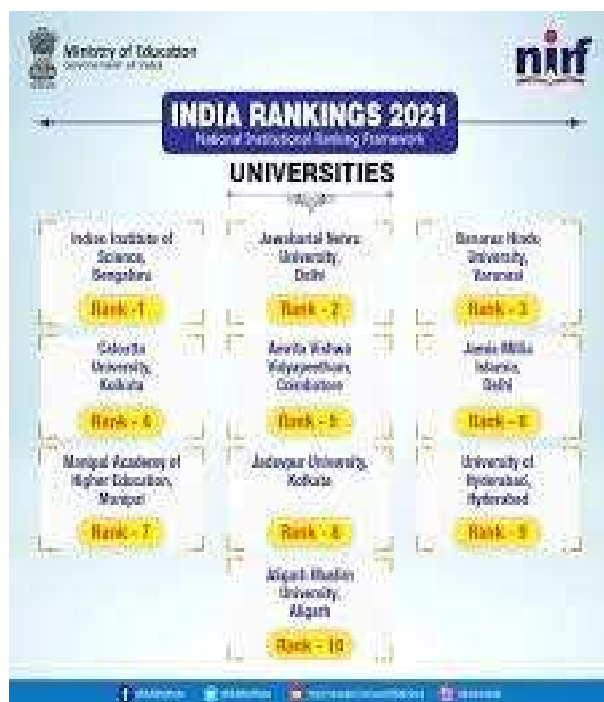 Ministry of Education
GOVERNMENT OF INDIA
nirf
INDIA RANKINGS 2021
National Institutional Ranking Framework
UNIVERSITIES
Indian Institute of
Science,
Bengaluru
Rank -1
Jawaharlal Nehru
University,
Delhi
Rank - 2
Banaras Hindu
University,
Varanasi
Rank - 3
Calcutta
University,
Kolkata
Rank - 4
Amrita Vishwa
Vidyapeetham,
Coimbatore
Rank - 5
Jamia Millia
Islamia,
Delhi
Rank - 6
Manipal Academy of
Higher Education,
Manipal
Rank - 7
Jadavpur University,
Kolkata
Rank - 8
University of
Hyderabad,
Hyderabad
Rank - 9
Aligarh Muslim
University,
Aligarh
Rank - 10